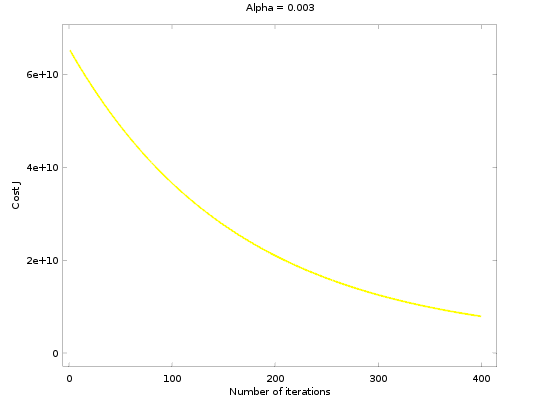 Alpha = 0.003
6e+10
4e+10
2e+10
0
Cost J
0 100 200 300 400
Number of iterations